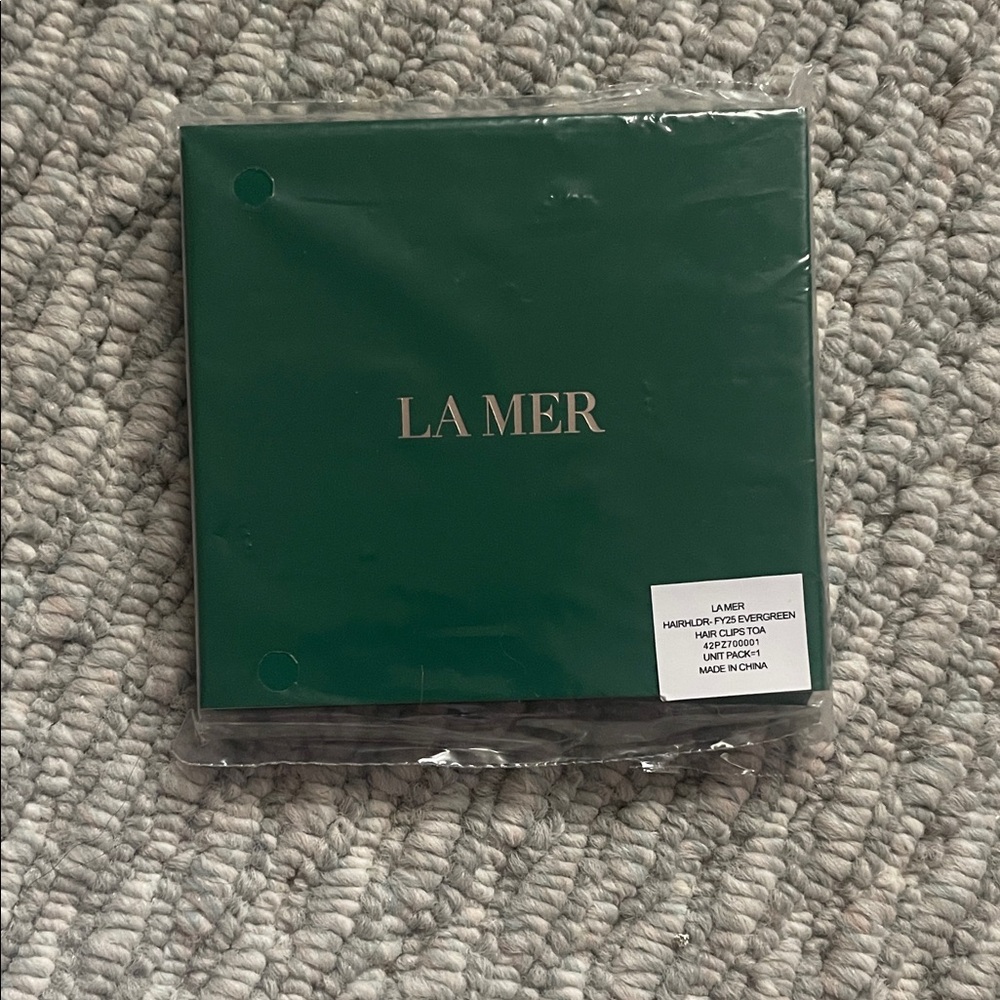 LA MER
LA MER
HAIRHLDR- FY25 EVERGREEN
HAIR CLIPS TOA
42PZ700001
UNIT PACK=1
MADE IN CHINA